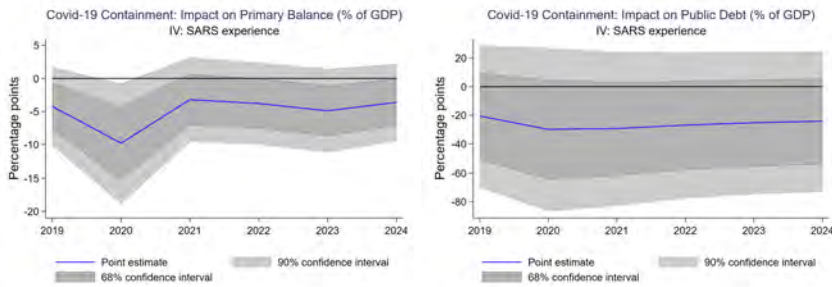 Covid-19 Containment: Impact on Primary Balance (% of GDP)
IV: SARS experience
Percentage points
5
0
-5
-10
-15
-20
2019
2020
2021
2022
2023
2024
Point estimate
90% confidence interval
68% confidence interval
Covid-19 Containment: Impact on Public Debt (% of GDP)
IV: SARS experience
Percentage points
20
0
-20
-40
-60
-80
2019
2020
2021
2022
2023
2024
Point estimate
90% confidence interval
68% confidence interval